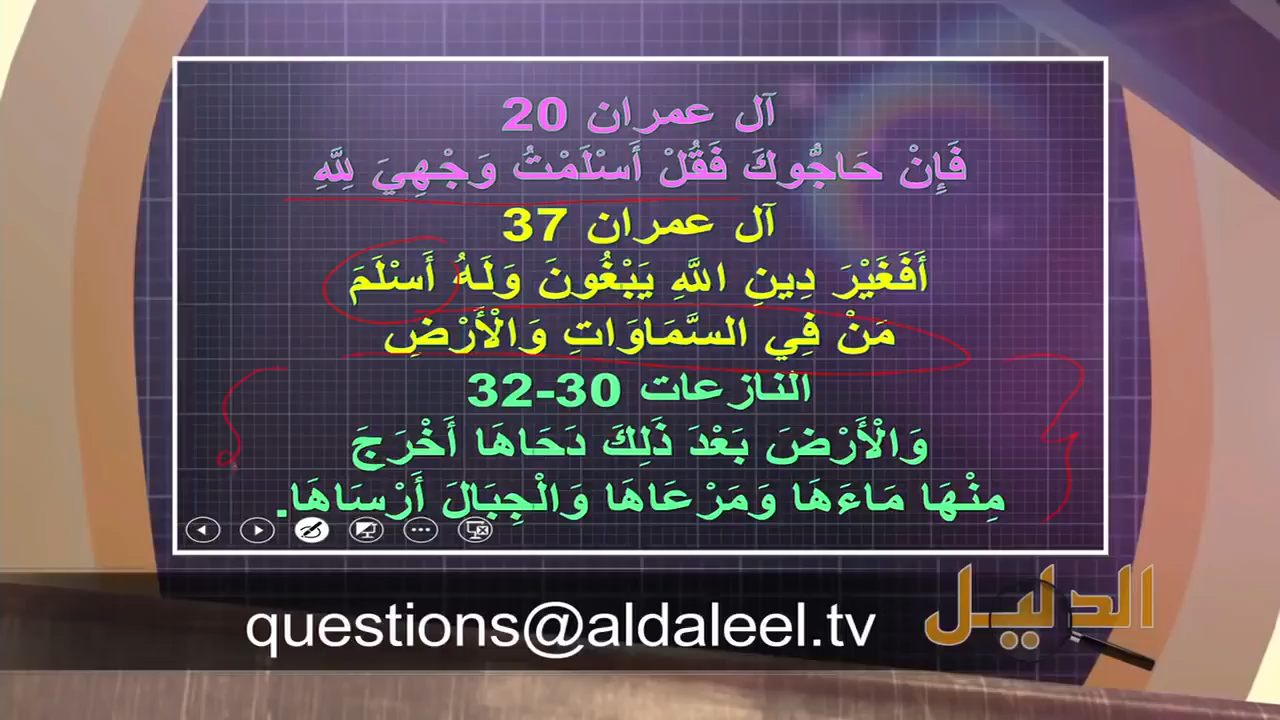 آل عمران 20
فَإِنْ حَاجُّوكَ فَقُلْ أَسْلَمْتُ وَجْهِيَ لِلَّهِ
آل عمران 37
أَفَغَيْرَ دِينِ اللَّهِ يَبْغُونَ وَلَهُ أَسْلَمَ
مَنْ فِي السَّمَاوَاتِ وَالْأَرْضِ
النازعات 30-32
وَالْأَرْضَ بَعْدَ ذَلِكَ دَحَاهَا أَخْرَجَ
مِنْهَا مَاءَهَا وَمَرْعَاهَا وَالْجِبَالَ أَرْسَاهَا.
questions@aldaleel.tv
الدليل